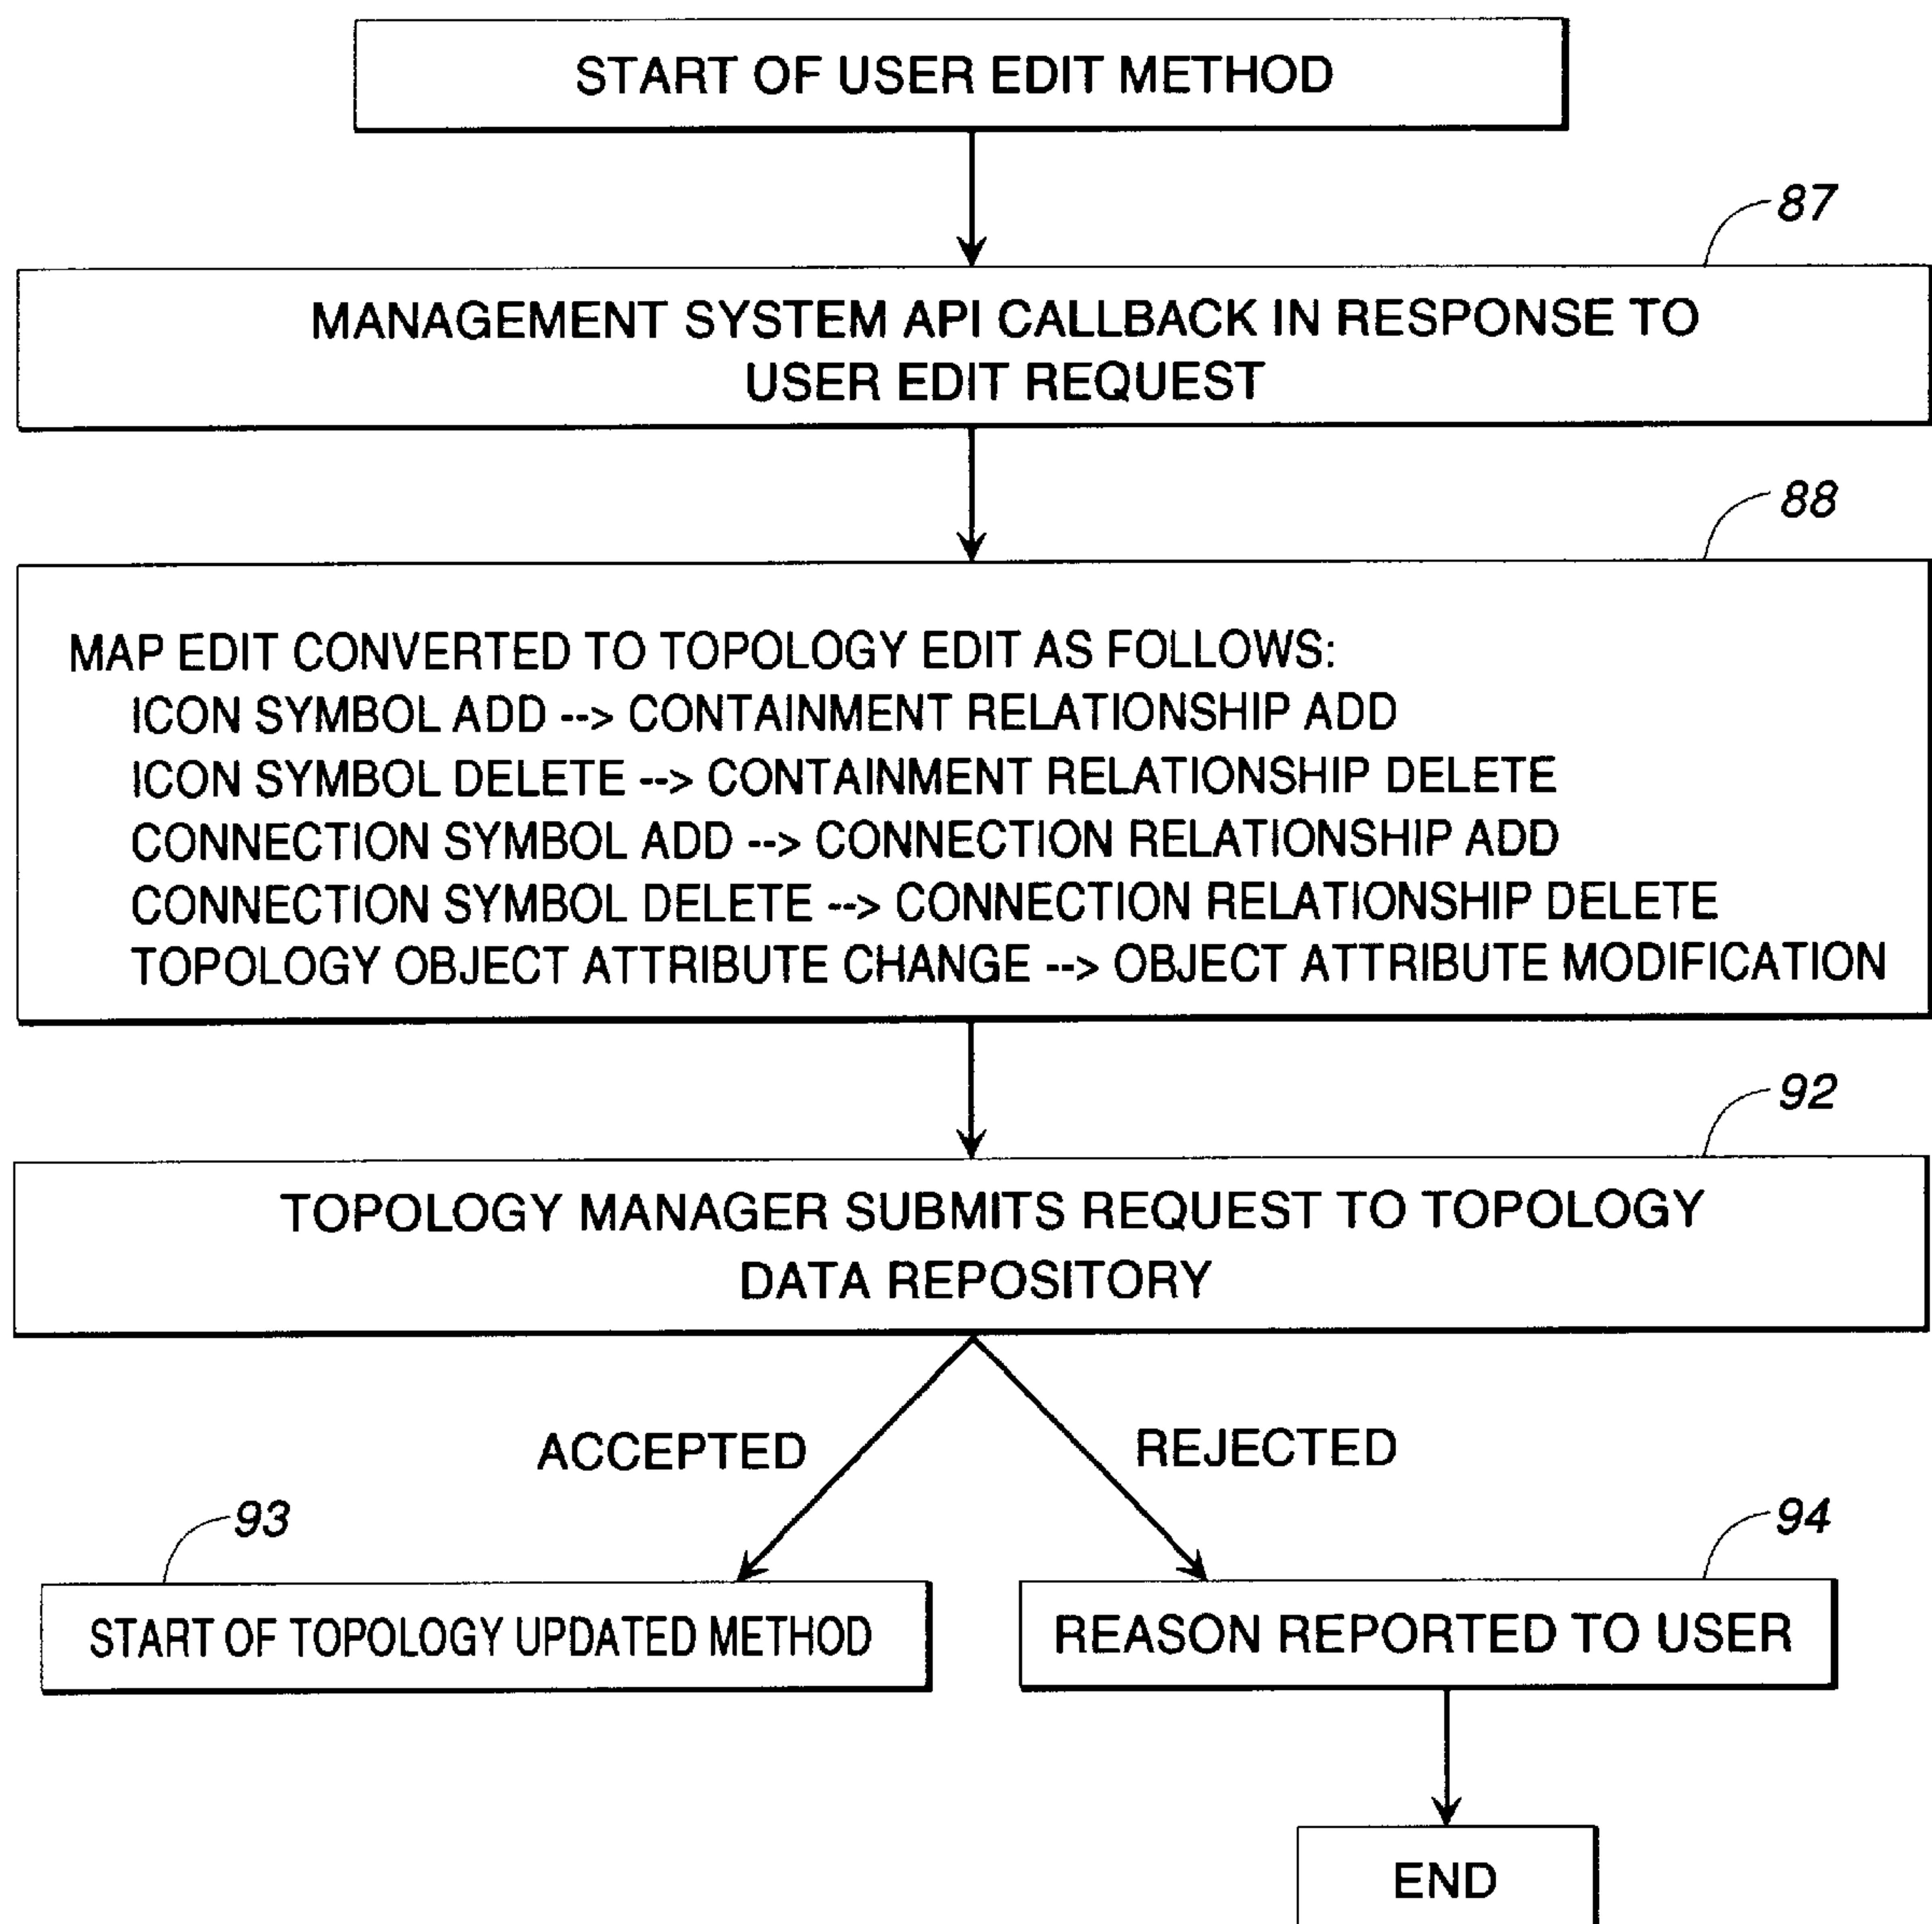 START OF USER EDIT METHOD
87
MANAGEMENT SYSTEM API CALLBACK IN RESPONSE TO
USER EDIT REQUEST
88
MAP EDIT CONVERTED TO TOPOLOGY EDIT AS FOLLOWS:
ICON SYMBOL ADD --> CONTAINMENT RELATIONSHIP ADD
ICON SYMBOL DELETE --> CONTAINMENT RELATIONSHIP DELETE
CONNECTION SYMBOL ADD --> CONNECTION RELATIONSHIP ADD
CONNECTION SYMBOL DELETE --> CONNECTION RELATIONSHIP DELETE
TOPOLOGY OBJECT ATTRIBUTE CHANGE --> OBJECT ATTRIBUTE MODIFICATION
92
TOPOLOGY MANAGER SUBMITS REQUEST TO TOPOLOGY
DATA REPOSITORY
ACCEPTED
REJECTED
93
94
START OF TOPOLOGY UPDATED METHOD
REASON REPORTED TO USER
END